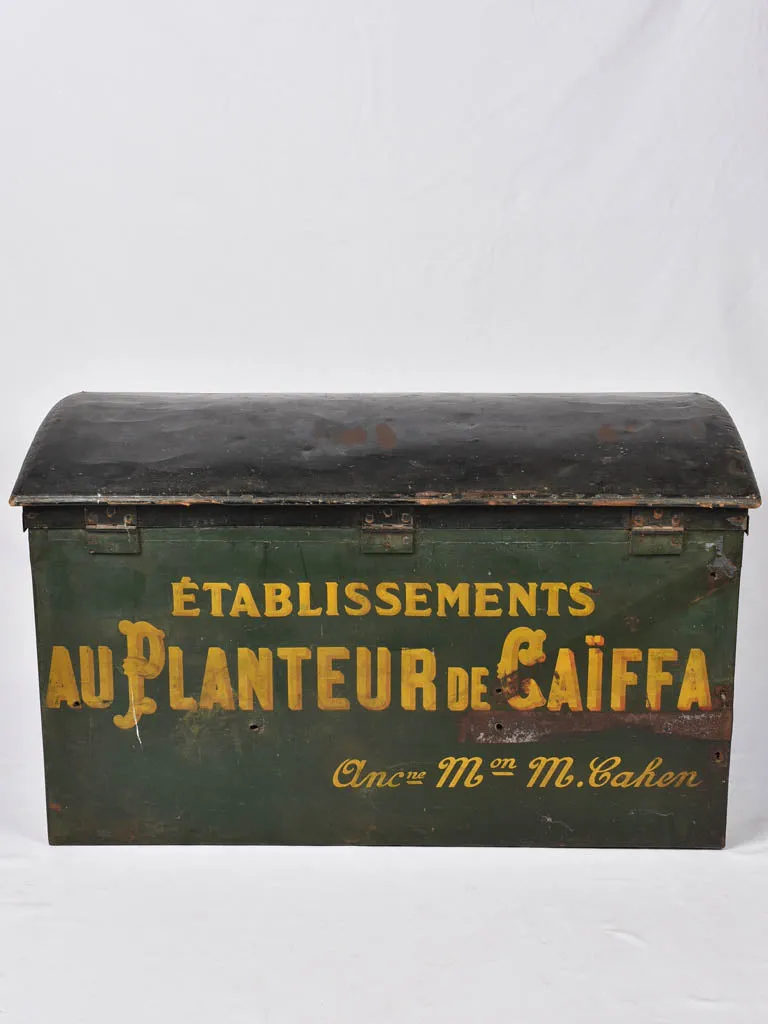 ÉTABLISSEMENTS
AU PLANTEUR DE CAÏFFA
Ancne Mon M. Cahen